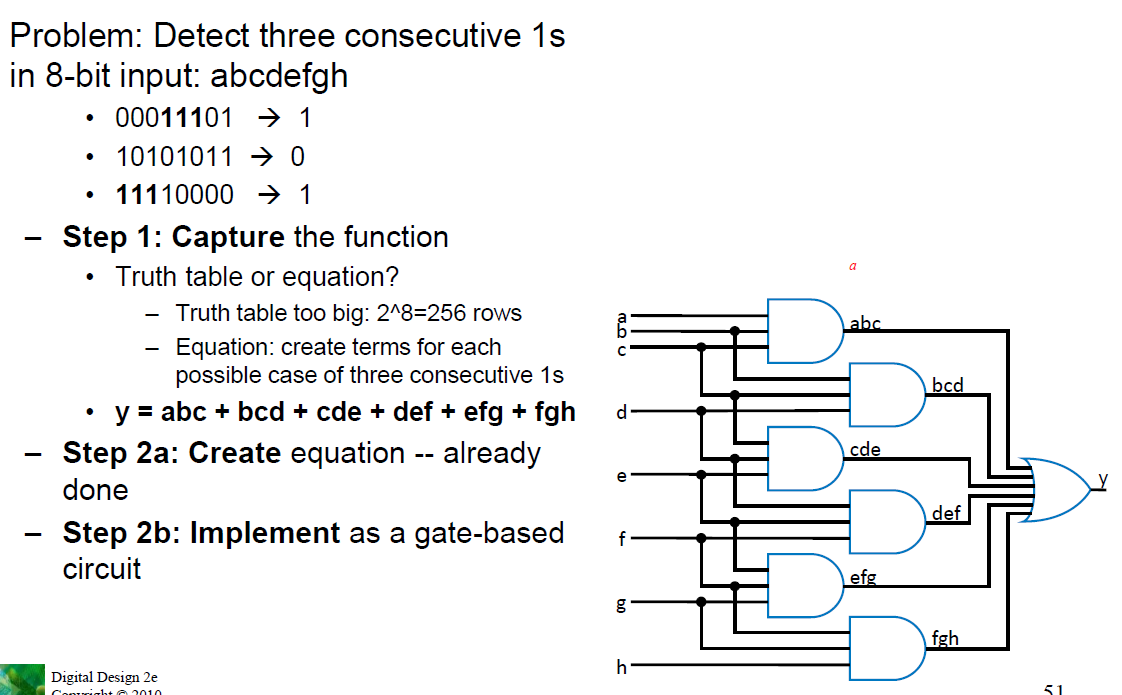 Problem: Detect three consecutive 1s
in 8-bit input: abcdefgh
• 00011101 → 1
• 10101011 → 0
• 11110000 → 1
– Step 1: Capture the function
• Truth table or equation?
– Truth table too big: 2^8=256 rows
– Equation: create terms for each
possible case of three consecutive 1s
• y = abc + bcd + cde + def + efg + fgh
– Step 2a: Create equation -- already
done
– Step 2b: Implement as a gate-based
circuit
a
a
b
c
d
e
f
g
h
abc
bcd
cde
def
efg
fgh
y
Digital Design 2e
Copyright © 2010
51